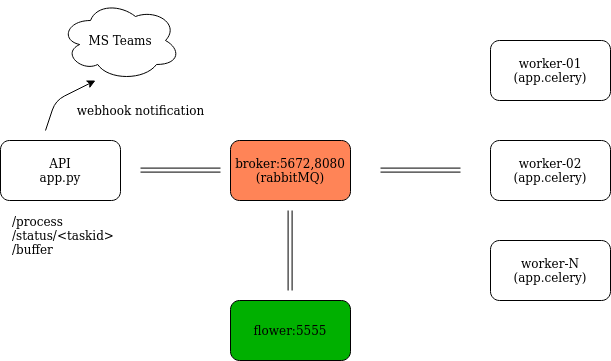 MS Teams
webhook notification
API
app.py
/process
/status/<taskid>
/buffer
broker:5672,8080
(rabbitMQ)
flower:5555
worker-01
(app.celery)
worker-02
(app.celery)
worker-N
(app.celery)